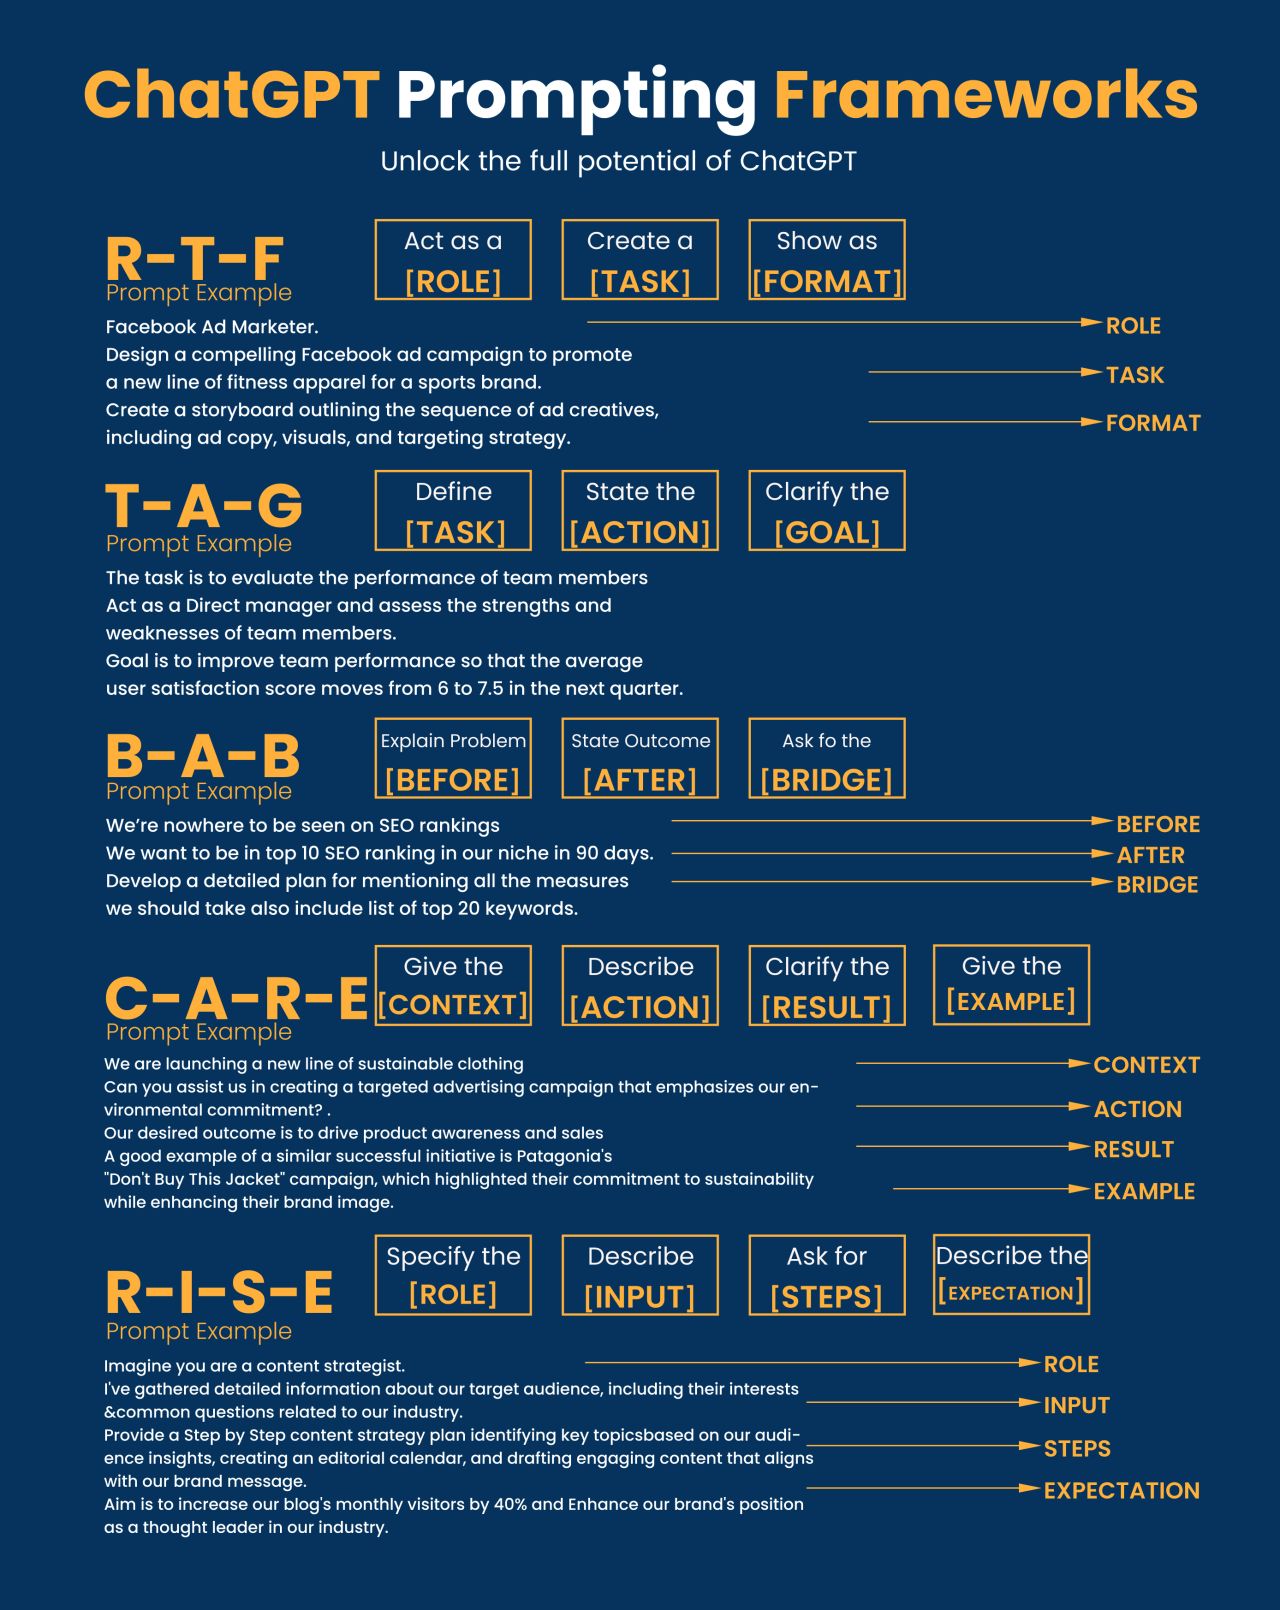 ChatGPT Prompting Frameworks
Unlock the full potential of ChatGPT
R-T-F
Prompt Example
Act as a
[ROLE]
Create a
[TASK]
Show as
[FORMAT]
Facebook Ad Marketer.
Design a compelling Facebook ad campaign to promote
a new line of fitness apparel for a sports brand.
Create a storyboard outlining the sequence of ad creatives,
including ad copy, visuals, and targeting strategy.
ROLE
TASK
FORMAT
T-A-G
Prompt Example
Define
[TASK]
State the
[ACTION]
Clarify the
[GOAL]
The task is to evaluate the performance of team members
Act as a Direct manager and assess the strengths and
weaknesses of team members.
Goal is to improve team performance so that the average
user satisfaction score moves from 6 to 7.5 in the next quarter.
B-A-B
Prompt Example
Explain Problem
[BEFORE]
State Outcome
[AFTER]
Ask fo the
[BRIDGE]
We’re nowhere to be seen on SEO rankings
We want to be in top 10 SEO ranking in our niche in 90 days.
Develop a detailed plan for mentioning all the measures
we should take also include list of top 20 keywords.
BEFORE
AFTER
BRIDGE
C-A-R-E
Prompt Example
Give the
[CONTEXT]
Describe
[ACTION]
Clarify the
[RESULT]
Give the
[EXAMPLE]
We are launching a new line of sustainable clothing
Can you assist us in creating a targeted advertising campaign that emphasizes our en-
vironmental commitment? .
Our desired outcome is to drive product awareness and sales
A good example of a similar successful initiative is Patagonia's
"Don't Buy This Jacket" campaign, which highlighted their commitment to sustainability
while enhancing their brand image.
CONTEXT
ACTION
RESULT
EXAMPLE
R-I-S-E
Prompt Example
Specify the
[ROLE]
Describe
[INPUT]
Ask for
[STEPS]
Describe the
[EXPECTATION]
Imagine you are a content strategist.
I've gathered detailed information about our target audience, including their interests
&common questions related to our industry.
Provide a Step by Step content strategy plan identifying key topicsbased on our audi-
ence insights, creating an editorial calendar, and drafting engaging content that aligns
with our brand message.
Aim is to increase our blog's monthly visitors by 40% and Enhance our brand's position
as a thought leader in our industry.
ROLE
INPUT
STEPS
EXPECTATION